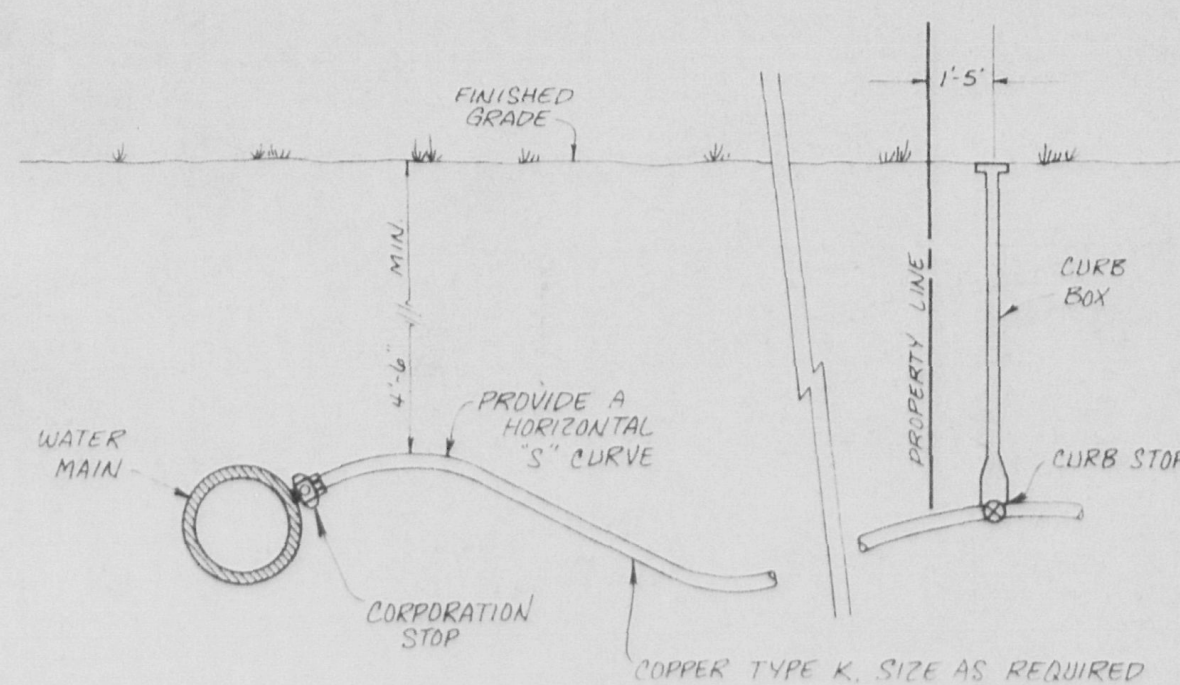 1'-5'
FINISHED
GRADE
4'-6" MIN.
PROPERTY LINE
CURB
BOX
PROVIDE A
HORIZONTAL
"S" CURVE
WATER
MAIN
CURB STOP
CORPORATION
STOP
COPPER TYPE K. SIZE AS REQUIRED